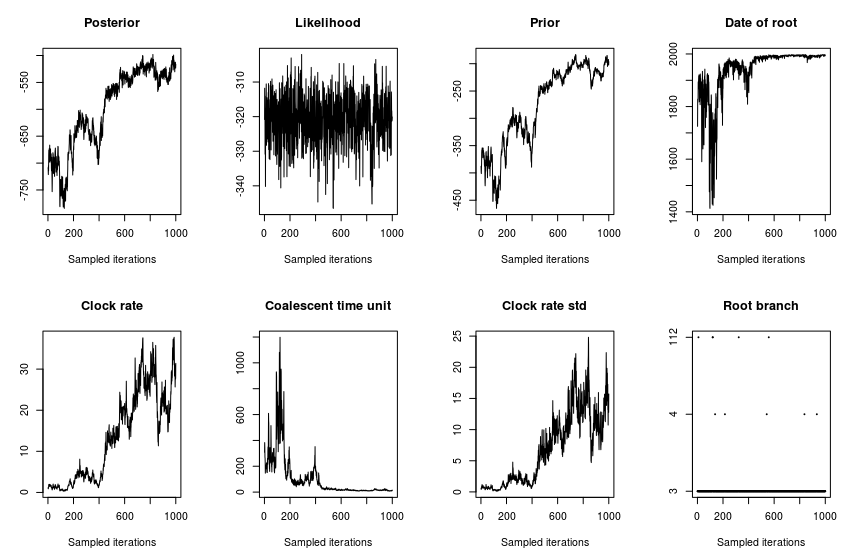 Posterior
Likelihood
Prior
Date of root
-550
-650
-750
-310
-320
-330
-340
-250
-350
-450
2000
1800
1600
1400
0 200 600 1000
0 200 600 1000
0 200 600 1000
0 200 600 1000
Sampled iterations
Sampled iterations
Sampled iterations
Sampled iterations
Clock rate
Coalescent time unit
Clock rate std
Root branch
30
20
10
0
1000
600
200
0
25
20
15
10
5
0
112
4
3
0 200 600 1000
0 200 600 1000
0 200 600 1000
0 200 600 1000
Sampled iterations
Sampled iterations
Sampled iterations
Sampled iterations